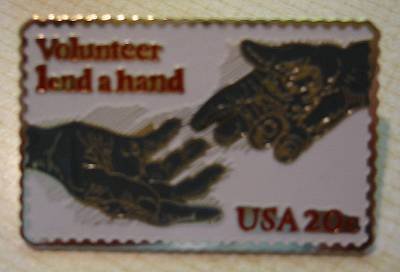 Volunteer
lend a hand
USA 20c